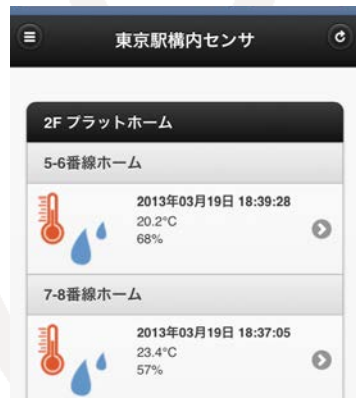 東京駅構内センサ
2F プラットホーム
5-6番線ホーム
2013年03月19日 18:39:28
20.2°C
68%
7-8番線ホーム
2013年03月19日 18:37:05
23.4°C
57%